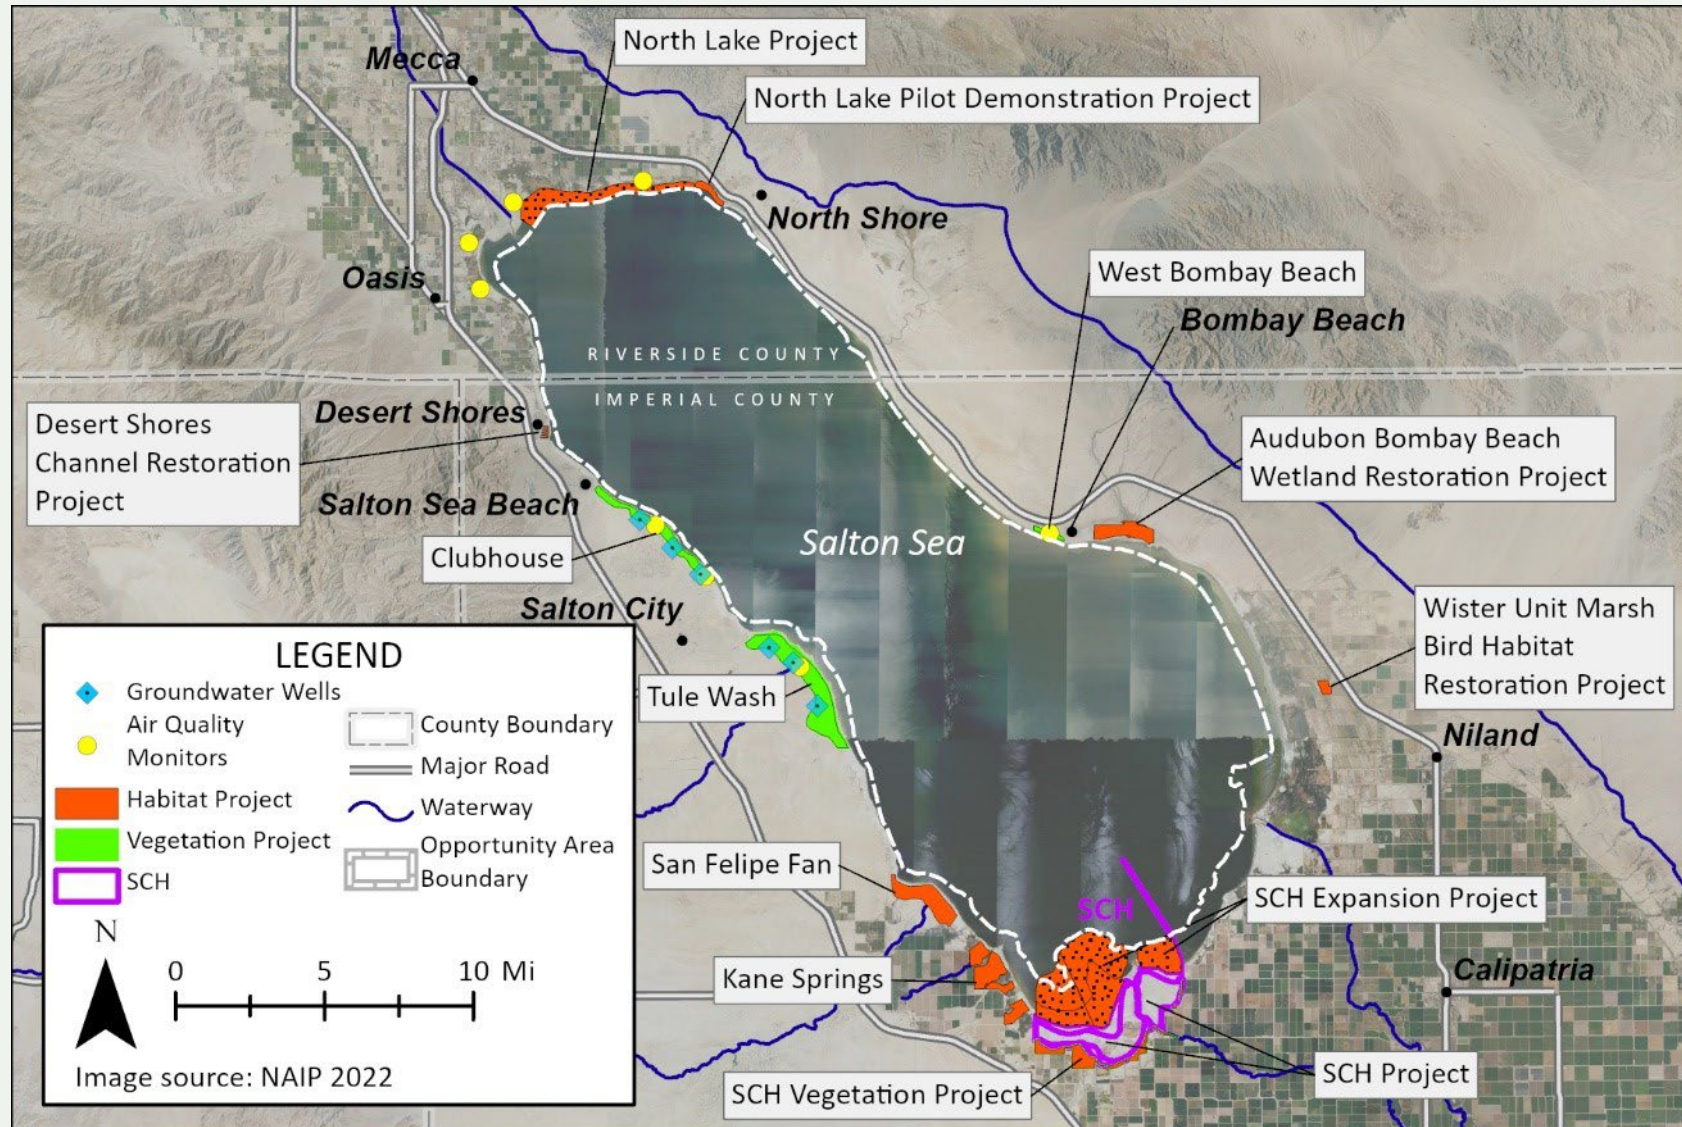 Mecca
North Lake Project
North Lake Pilot Demonstration Project
North Shore
Oasis
West Bombay Beach
Bombay Beach
RIVERSIDE COUNTY
IMPERIAL COUNTY
Desert Shores
Desert Shores
Channel Restoration
Project
Audubon Bombay Beach
Wetland Restoration Project
Salton Sea Beach
Salton Sea
Clubhouse
Salton City
Wister Unit Marsh
Bird Habitat
Restoration Project
Tule Wash
Niland
San Felipe Fan
SCH
SCH Expansion Project
Kane Springs
Calipatria
SCH Project
SCH Vegetation Project
LEGEND
Groundwater Wells
Air Quality
Monitors
Habitat Project
Vegetation Project
SCH
County Boundary
Major Road
Waterway
Opportunity Area
Boundary
N
0 5 10 Mi
Image source: NAIP 2022